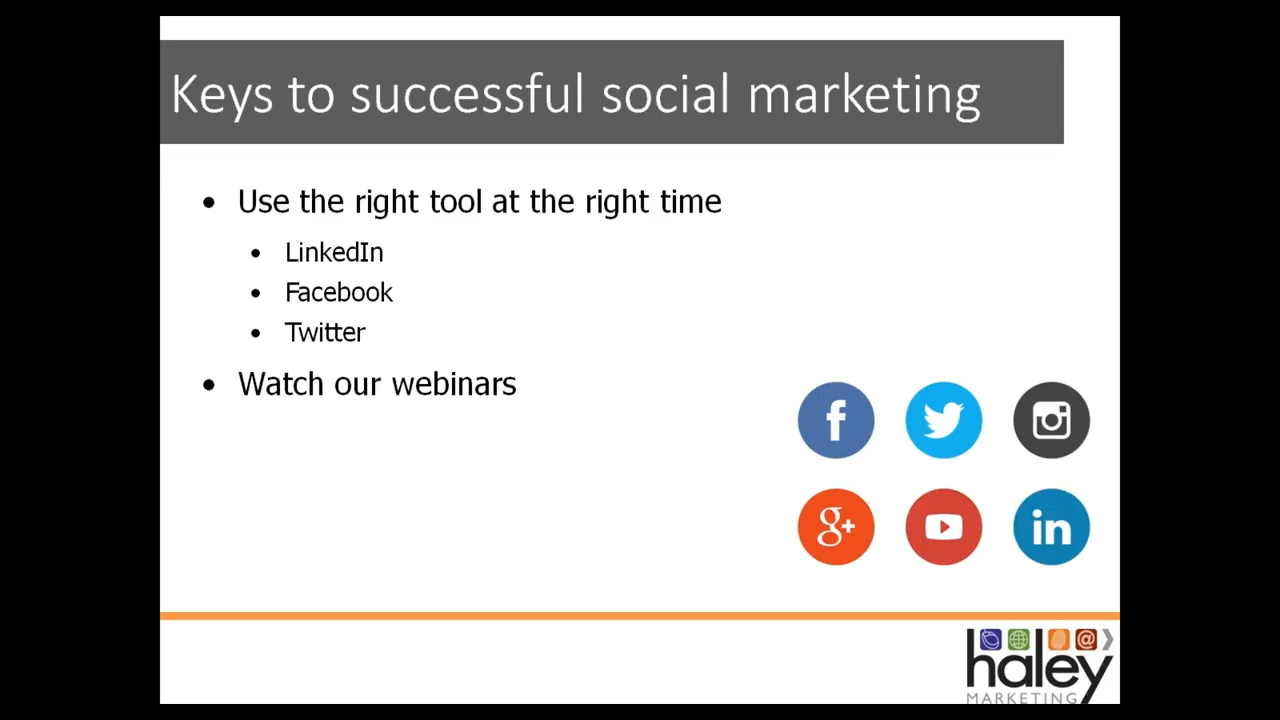 Keys to successful social marketing
• Use the right tool at the right time
• LinkedIn
• Facebook
• Twitter
• Watch our webinars
f
g+
in
@
haley
MARKETING